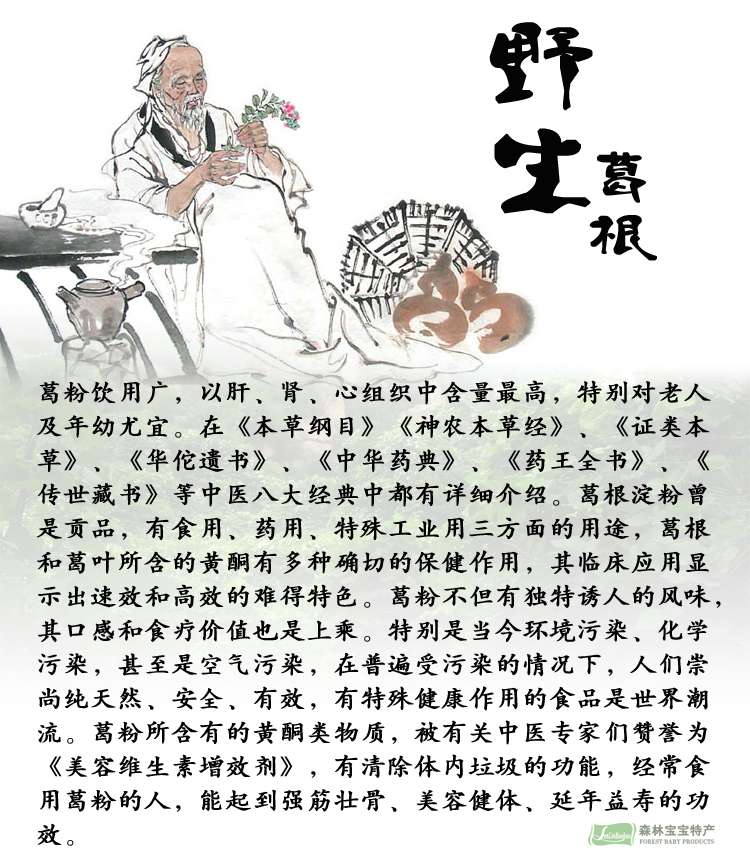 野生
葛根
葛粉饮用广，以肝、肾、心组织中含量最高，特别对老人
及年幼尤宜。在《本草纲目》《神农本草经》、《证类本
草》、《华佗遗书》、《中华药典》、《药王全书》、《
传世藏书》等中医八大经典中都有详细介绍。葛根淀粉曾
是贡品，有食用、药用、特殊工业用三方面的用途，葛根
和葛叶所含的黄酮有多种确切的保健作用，其临床应用显
示出速效和高效的难得特色。葛粉不但有独特诱人的风味，
其口感和食疗价值也是上乘。特别是当今环境污染、化学
污染，甚至是空气污染，在普遍受污染的情况下，人们崇
尚纯天然、安全、有效，有特殊健康作用的食品是世界潮
流。葛粉所含有的黄酮类物质，被有关中医专家们赞誉为
《美容维生素增效剂》，有清除体内垃圾的功能，经常食
用葛粉的人，能起到强筋壮骨、美容健体、延年益寿的功
效。
森林宝宝特产
FOREST BABY PRODUCTS